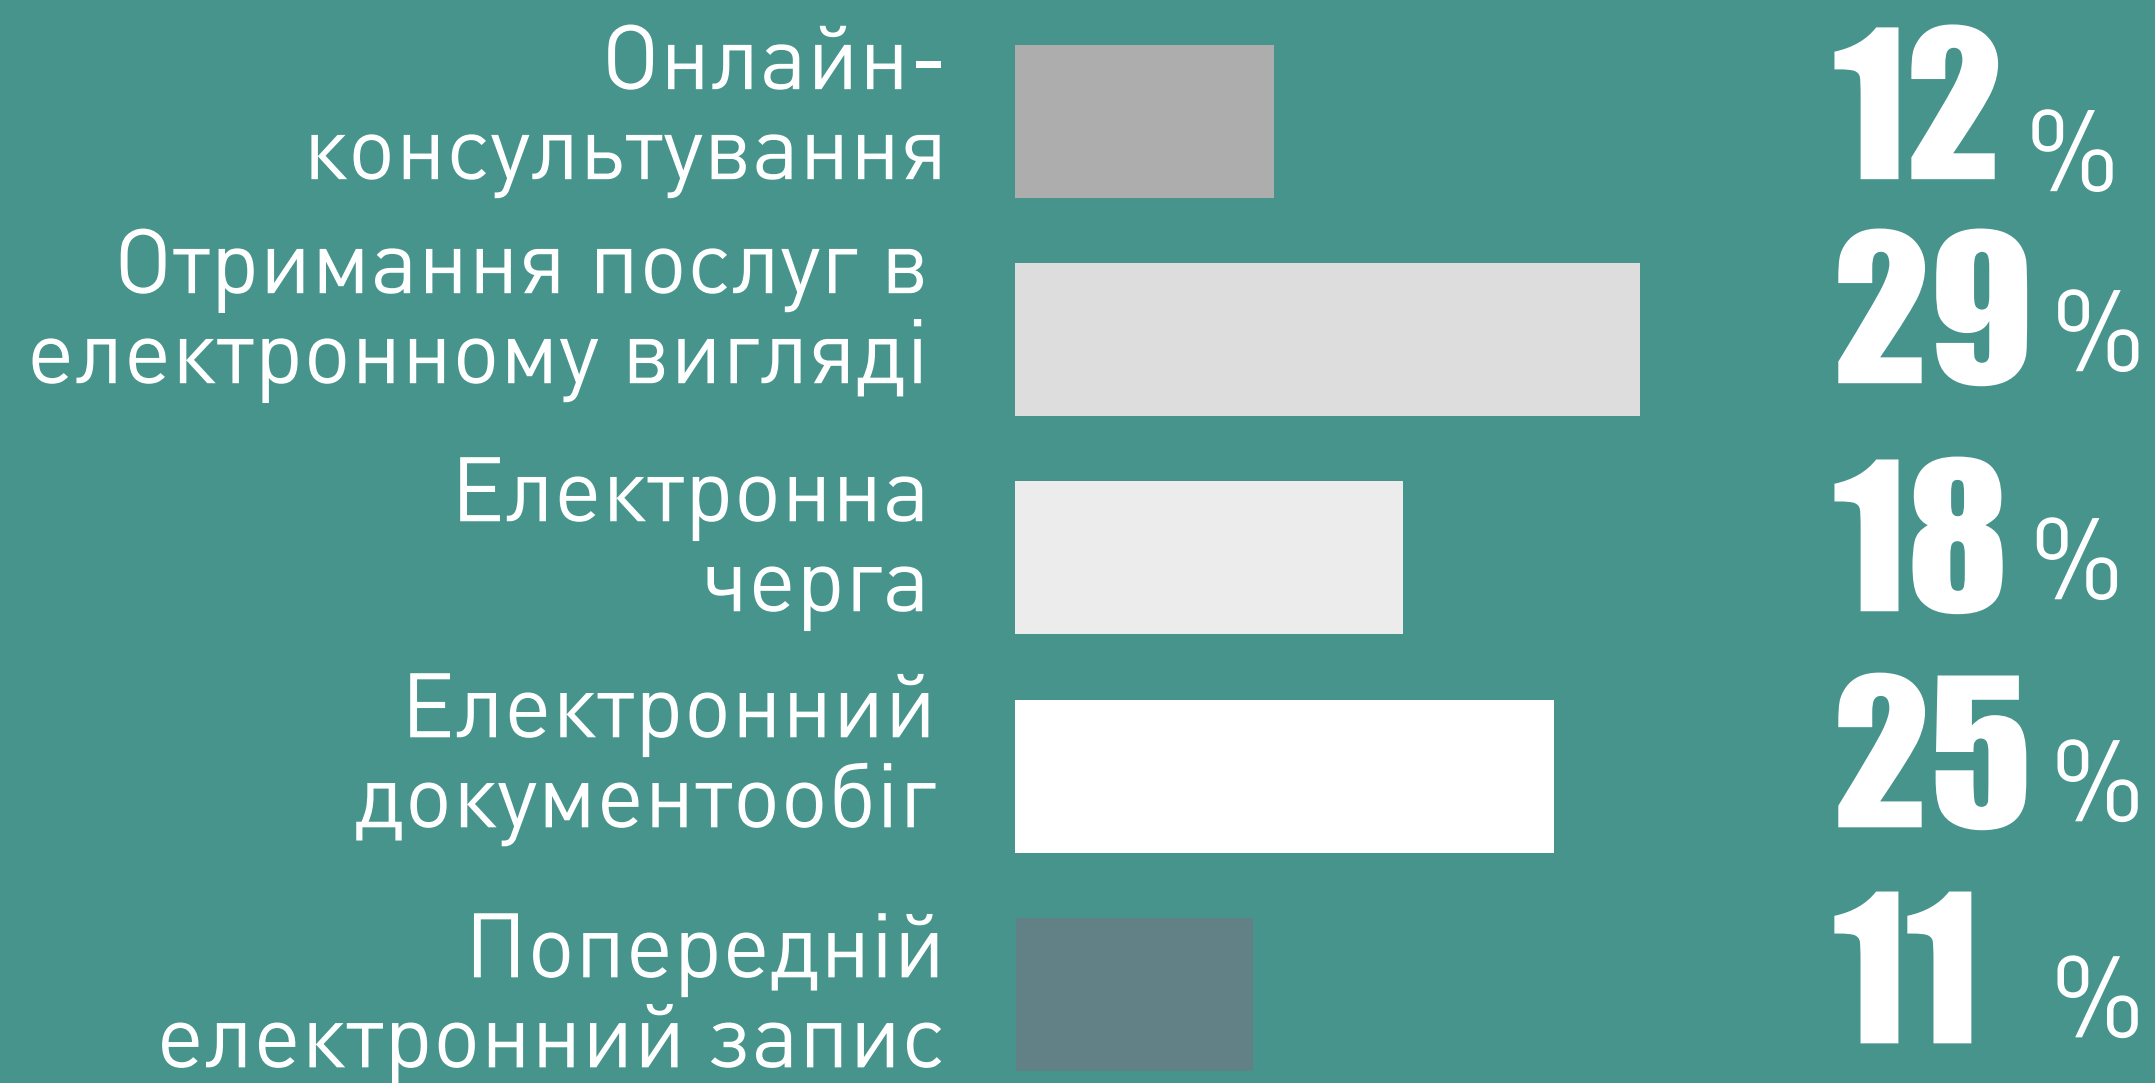 Онлайн-
консультування
12 %
Отримання послуг в
електронному вигляді
29 %
Електронна
черга
18 %
Електронний
документообіг
25 %
Попередній
електронний запис
11 %